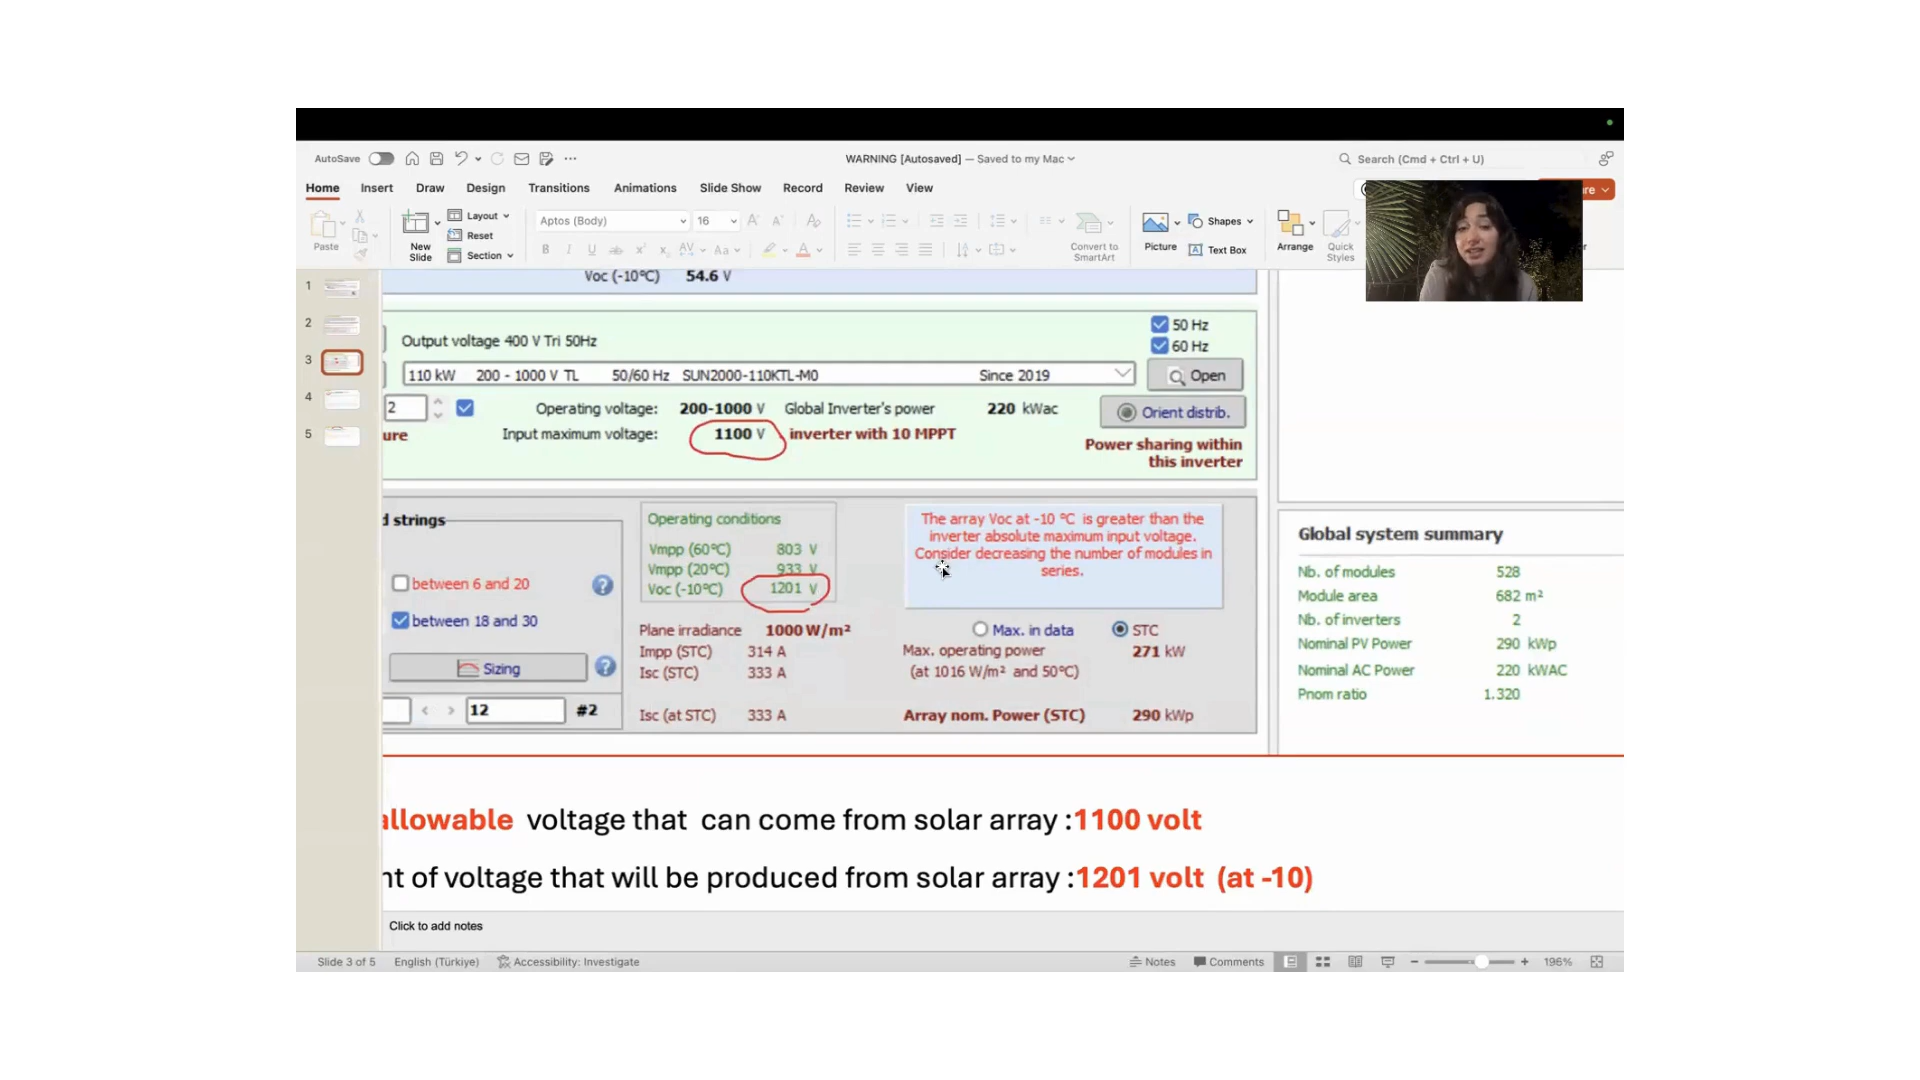 AutoSave
WARNING [Autosaved] — Saved to my Mac
Search (Cmd + Ctrl + U)
Home Insert Draw Design Transitions Animations Slide Show Record Review View
Paste
New Slide
Layout
Reset
Section
Aptos (Body) 16
Convert to SmartArt
Picture
Shapes
Text Box
Arrange
Quick Styles
1
2
3
4
5
Voc (-10°C) 54.6 V
Output voltage 400 V Tri 50Hz
50 Hz
60 Hz
110 kW 200 - 1000 V TL 50/60 Hz SUN2000-110KTL-M0 Since 2019
Open
2 Operating voltage: 200-1000 V Global Inverter's power 220 kWac
Orient distrib.
ure Input maximum voltage: 1100 V inverter with 10 MPPT
Power sharing within
this inverter
d strings
between 6 and 20
between 18 and 30
Sizing
12 #2
Operating conditions
Vmpp (60°C) 803 V
Vmpp (20°C) 933 V
Voc (-10°C) 1201 V
Plane irradiance 1000 W/m²
Impp (STC) 314 A
Isc (STC) 333 A
Isc (at STC) 333 A
The array Voc at -10 °C is greater than the
inverter absolute maximum input voltage.
Consider decreasing the number of modules in
series.
Max. in data STC
Max. operating power 271 kW
(at 1016 W/m² and 50°C)
Array nom. Power (STC) 290 kWp
Global system summary
Nb. of modules 528
Module area 682 m²
Nb. of inverters 2
Nominal PV Power 290 kWp
Nominal AC Power 220 kWAC
Pnom ratio 1.320
allowable voltage that can come from solar array :1100 volt
nt of voltage that will be produced from solar array :1201 volt (at -10)
Click to add notes
Slide 3 of 5 English (Türkiye) Accessibility: Investigate Notes Comments 196%